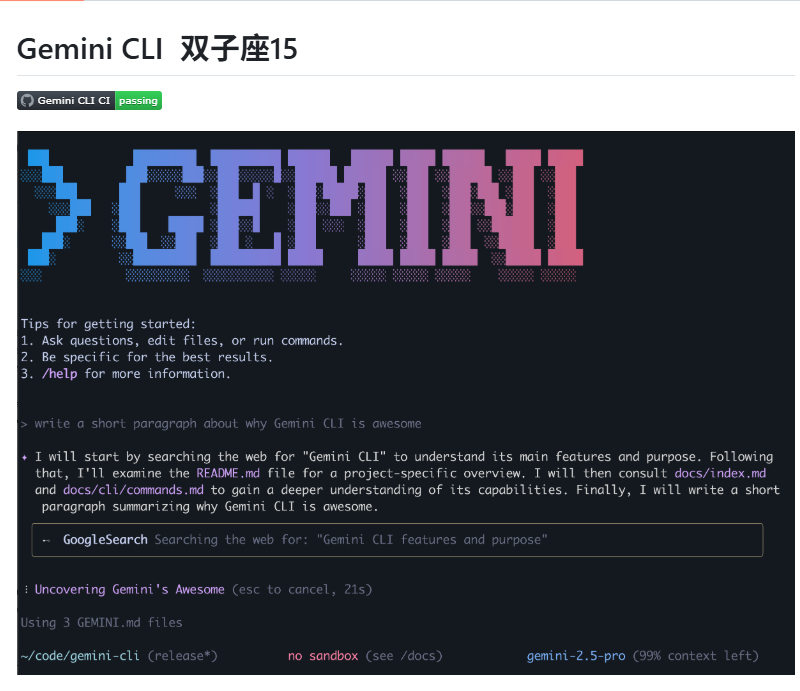 Gemini CLI 双子座15
Gemini CLI CI passing
> GEMINI
Tips for getting started:
1. Ask questions, edit files, or run commands.
2. Be specific for the best results.
3. /help for more information.
> write a short paragraph about why Gemini CLI is awesome
✦ I will start by searching the web for "Gemini CLI" to understand its main features and purpose. Following
that, I'll examine the README.md file for a project-specific overview. I will then consult docs/index.md
and docs/cli/commands.md to gain a deeper understanding of its capabilities. Finally, I will write a short
paragraph summarizing why Gemini CLI is awesome.
← GoogleSearch Searching the web for: "Gemini CLI features and purpose"
⠇ Uncovering Gemini's Awesome (esc to cancel, 21s)
Using 3 GEMINI.md files
~/code/gemini-cli (release*) no sandbox (see /docs) gemini-2.5-pro (99% context left)